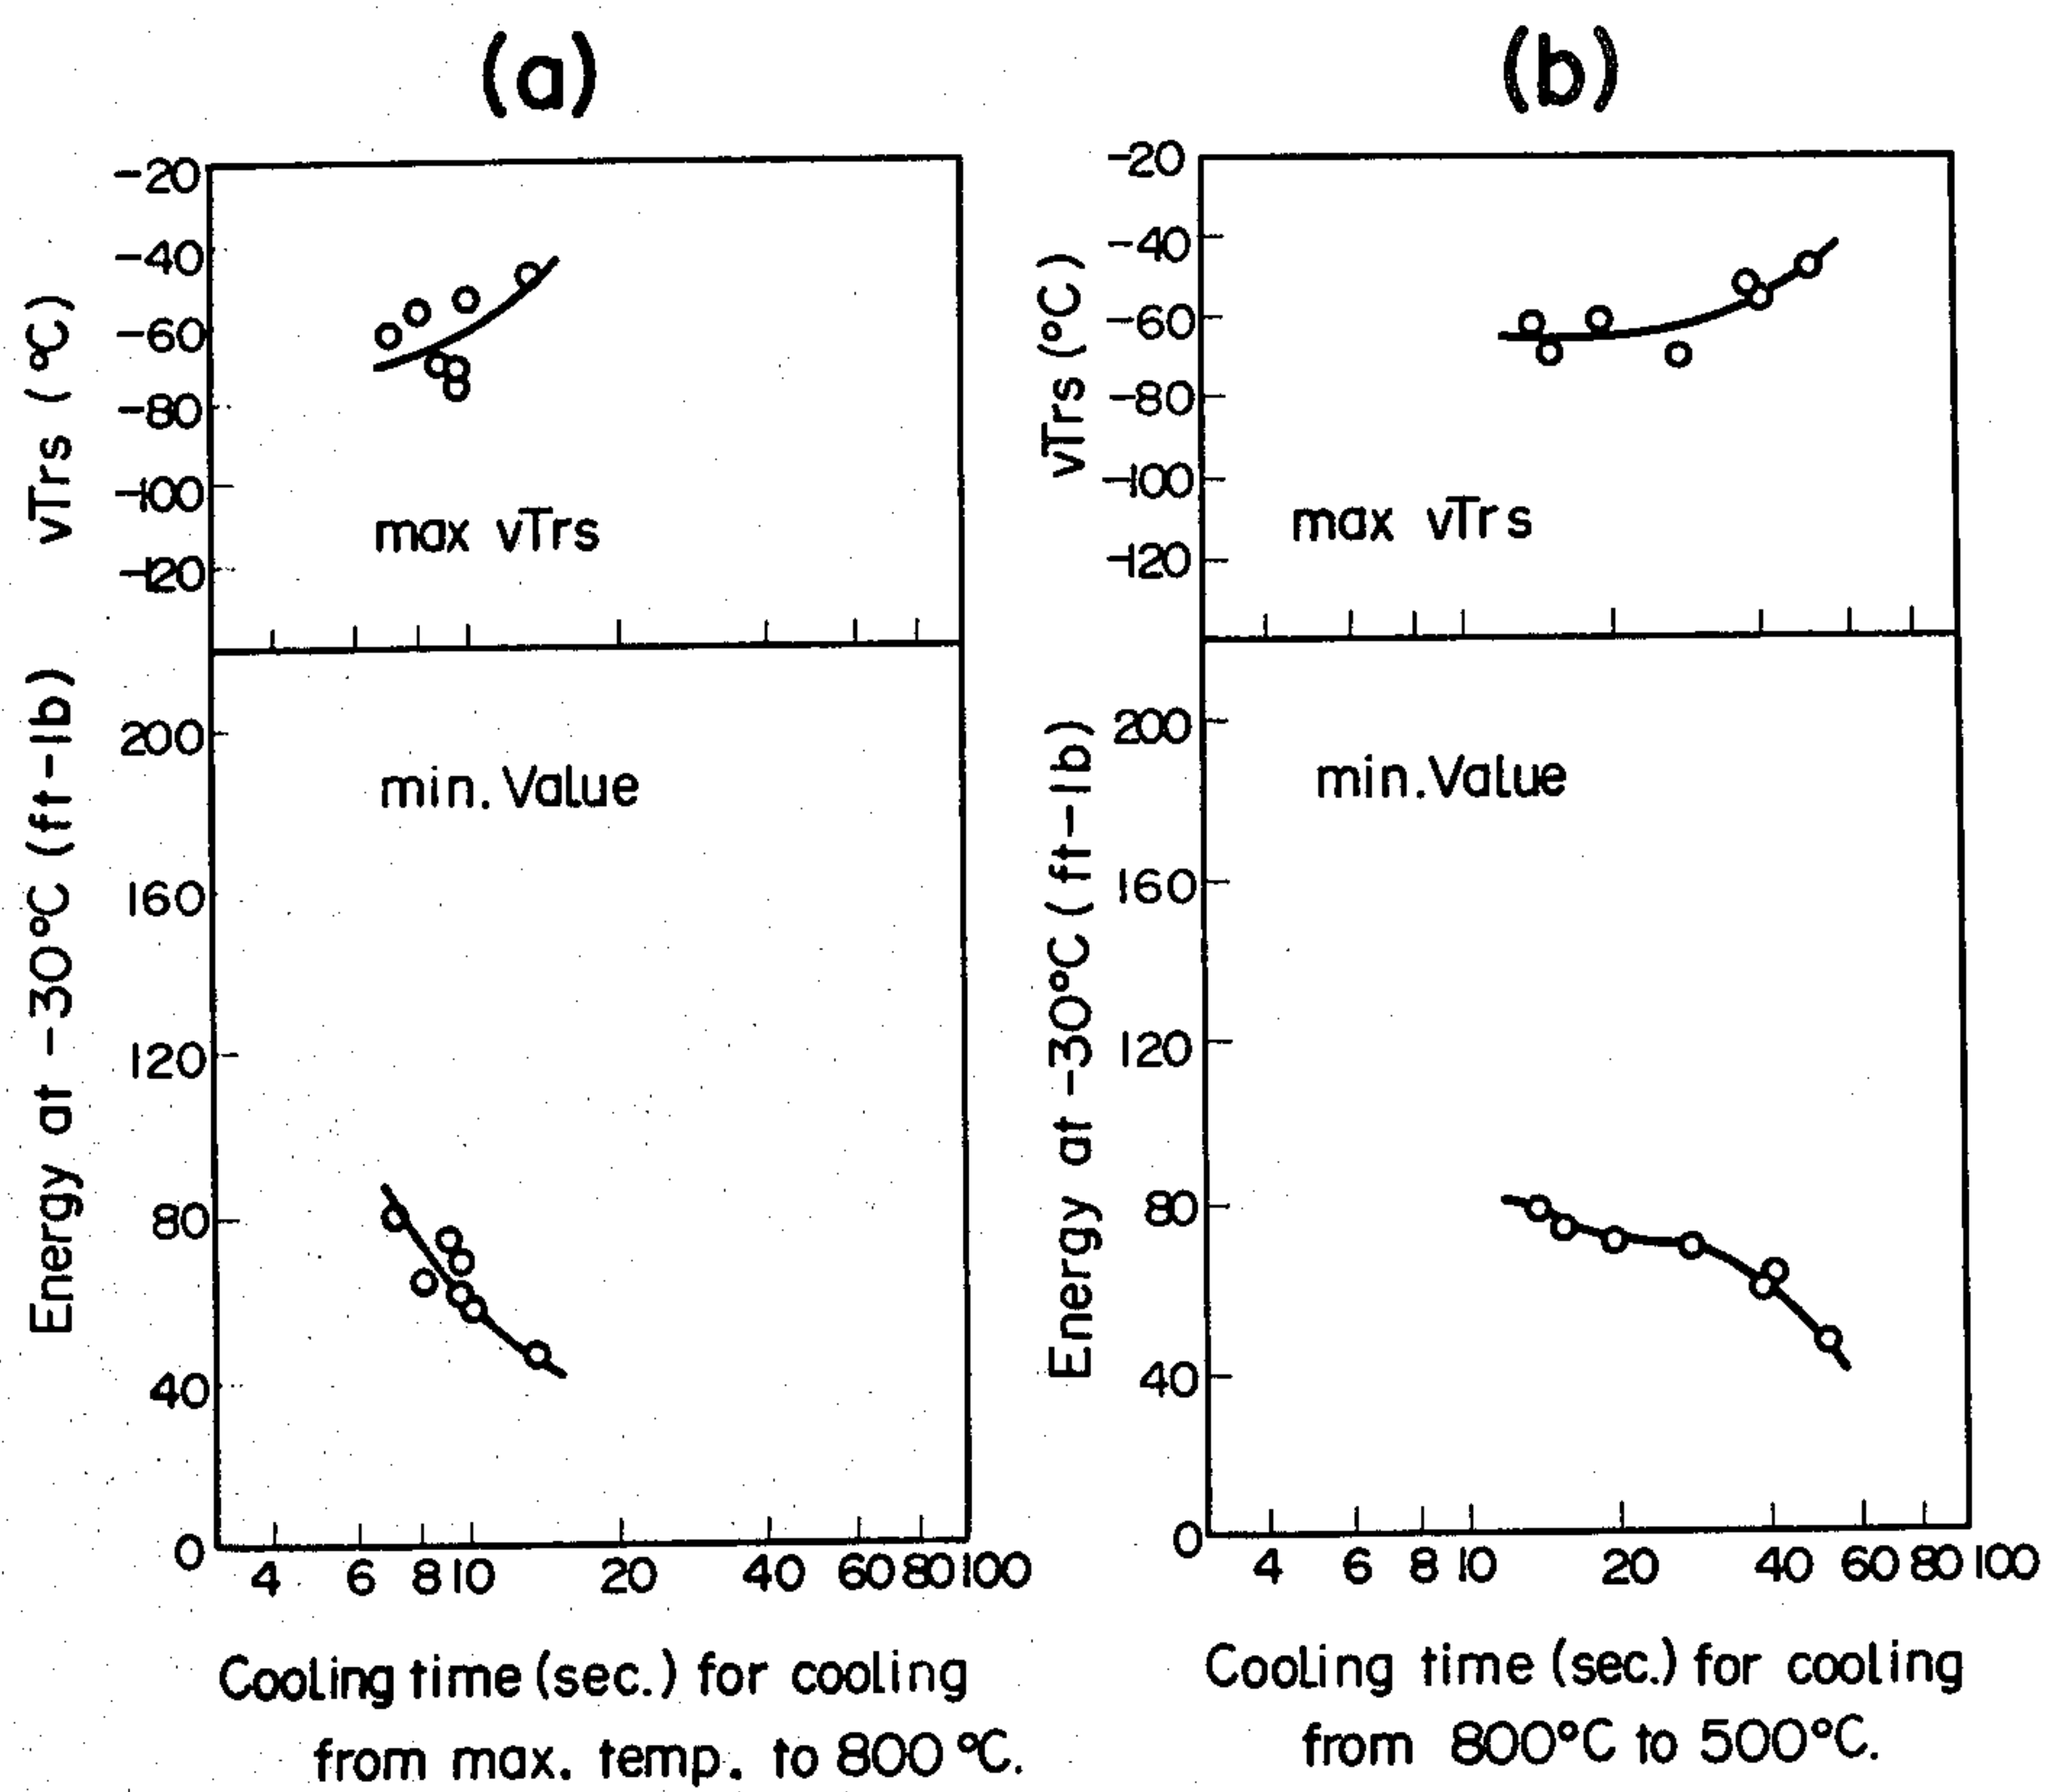 (a)
-20
-40
-60
-80
-100
-120
vTrs (°C)
max vTrs
200
160
120
80
40
0
Energy at -30°C (ft-lb)
min. Value
4 6 8 10 20 40 60 80 100
Cooling time (sec.) for cooling
from max. temp. to 800 °C.
(b)
-20
-40
-60
-80
-100
-120
vTrs (°C)
max vTrs
200
160
120
80
40
0
Energy at -30°C (ft-lb)
min. Value
4 6 8 10 20 40 60 80 100
Cooling time (sec.) for cooling
from 800°C to 500°C.